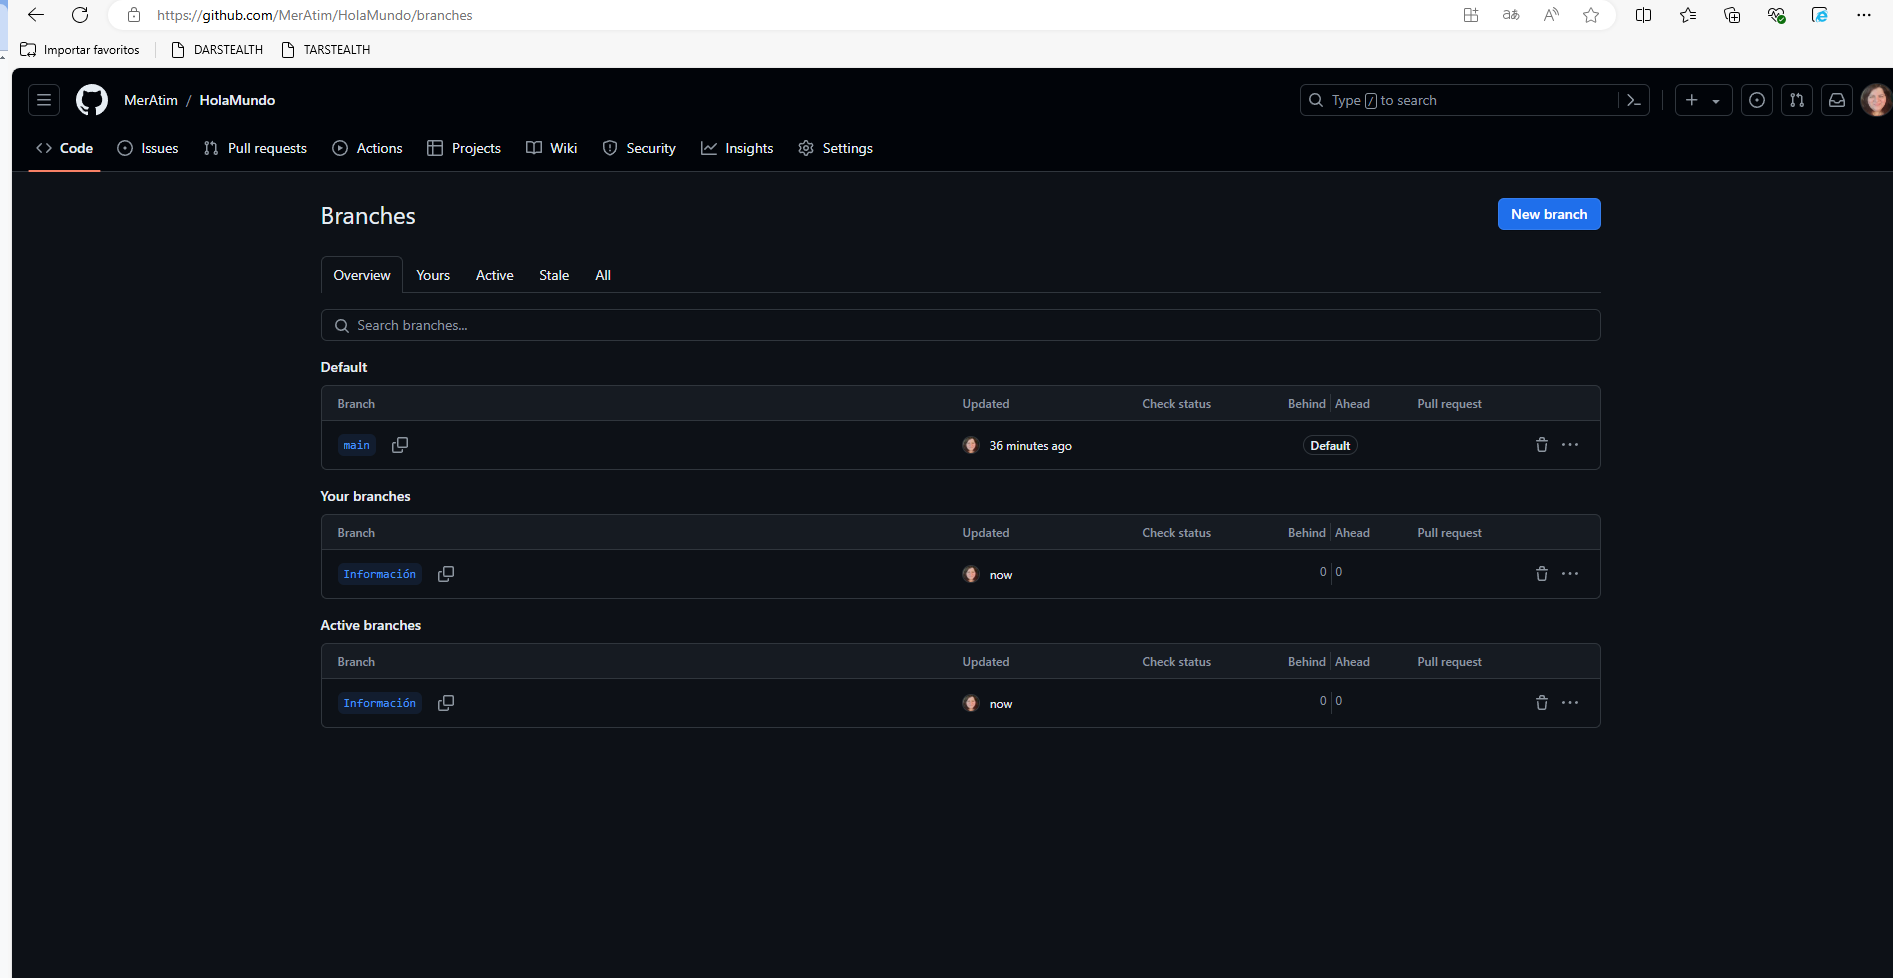 https://github.com/MerAtim/HolaMundo/branches
Importar favoritos DARSTEALTH TARSTEALTH
MerAtim / HolaMundo Type / to search
Code Issues Pull requests Actions Projects Wiki Security Insights Settings
Branches New branch
Overview Yours Active Stale All
Search branches...
Default
Branch Updated Check status Behind Ahead Pull request
main 36 minutes ago Default
Your branches
Branch Updated Check status Behind Ahead Pull request
Información now 0 0
Active branches
Branch Updated Check status Behind Ahead Pull request
Información now 0 0